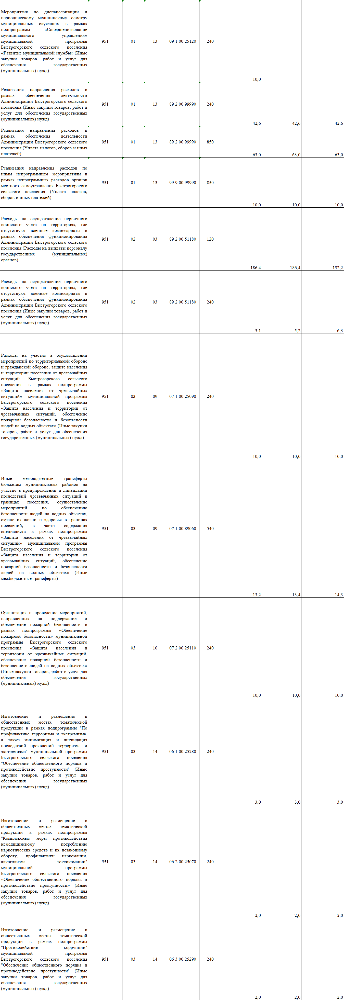 Мероприятия по диспансеризации и
периодическому медицинскому осмотру
муниципальных служащих в рамках
подпрограммы «Совершенствование
муниципального управления»
муниципальной программы
Быстрогорского сельского поселения
«Развитие муниципальной службы» (Иные
закупки товаров, работ и услуг для
обеспечения государственных
(муниципальных) нужд)
951 01 13 09 1 00 25120 240
10,0
Реализация направления расходов в
рамках обеспечения деятельности
Администрации Быстрогорского сельского
поселения (Иные закупки товаров, работ и
услуг для обеспечения государственных
(муниципальных) нужд)
951 01 13 89 2 00 99990 240
42,6 42,6 42,6
Реализация направления расходов в
рамках обеспечения деятельности
Администрации Быстрогорского сельского
поселения (Уплата налогов, сборов и иных
платежей)
951 01 13 89 2 00 99990 850
63,0 63,0 63,0
Реализация направления расходов по
иным непрограммным мероприятиям в
рамках непрограммных расходов органов
местного самоуправления Быстрогорского
сельского поселения (Уплата налогов,
сборов и иных платежей)
951 01 13 99 9 00 99990 850
10,0 10,0 10,0
Расходы на осуществление первичного
воинского учета на территориях, где
отсутствуют военные комиссариаты в
рамках обеспечения функционирования
Администрации Быстрогорского сельского
поселения (Расходы на выплаты персоналу
государственных (муниципальных)
органов)
951 02 03 89 2 00 51180 120
186,4 186,4 192,2
Расходы на осуществление первичного
воинского учета на территориях, где
отсутствуют военные комиссариаты в
рамках обеспечения функционирования
Администрации Быстрогорского сельского
поселения (Иные закупки товаров, работ и
услуг для обеспечения государственных
(муниципальных) нужд)
951 02 03 89 2 00 51180 240
3,1 5,2 6,3
Расходы на участие в осуществлении
мероприятий по территориальной обороне
и гражданской обороне, защите населения
и территории поселения от чрезвычайных
ситуаций Быстрогорского сельского
поселения в рамках подпрограммы
«Защита населения от чрезвычайных
ситуаций» муниципальной программы
Быстрогорского сельского поселения
«Защита населения и территории от
чрезвычайных ситуаций, обеспечение
пожарной безопасности и безопасности
людей на водных объектах» (Иные закупки
товаров, работ и услуг для обеспечения
государственных (муниципальных) нужд)
951 03 09 07 1 00 25090 240
10,0 10,0 10,0
Иные межбюджетные трансферты
бюджетам муниципальных районов на
участие в предупреждении и ликвидации
последствий чрезвычайных ситуаций в
границах поселения, осуществление
мероприятий по обеспечению
безопасности людей на водных объектах,
охране их жизни и здоровья в границах
поселений, в части содержания
специалиста в рамках подпрограммы
«Защита населения от чрезвычайных
ситуаций» муниципальной программы
Быстрогорского сельского поселения
«Защита населения и территории от
чрезвычайных ситуаций, обеспечение
пожарной безопасности и безопасности
людей на водных объектах» (Иные
межбюджетные трансферты)
951 03 09 07 1 00 89060 540
13,2 13,4 14,3
Организация и проведение мероприятий,
направленных на поддержание и
обеспечение пожарной безопасности в
рамках подпрограммы «Обеспечение
пожарной безопасности» муниципальной
программы Быстрогорского сельского
поселения «Защита населения и
территории от чрезвычайных ситуаций,
обеспечение пожарной безопасности и
безопасности людей на водных объектах»
(Иные закупки товаров, работ и услуг для
обеспечения государственных
(муниципальных) нужд)
951 03 10 07 2 00 25110 240
10,0 10,0 10,0
Изготовление и размещение в
общественных местах тематической
продукции в рамках подпрограммы "По
профилактике терроризма и экстремизма,
а также минимизация и ликвидация
последствий проявлений терроризма и
экстремизма" муниципальной программы
Быстрогорского сельского поселения
"Обеспечение общественного порядка и
противодействие преступности" (Иные
закупки товаров, работ и услуг для
обеспечения государственных
(муниципальных) нужд)
951 03 14 06 1 00 25280 240
3,0 3,0 3,0
Изготовление и размещение в
общественных местах тематической
продукции в рамках подпрограммы
"Комплексные меры противодействия
немедицинскому потреблению
наркотических средств и их незаконному
обороту, профилактики наркомании,
алкоголизма токсикомании"
муниципальной программы
Быстрогорского сельского поселения
«Обеспечение общественного порядка и
противодействие преступности» (Иные
закупки товаров, работ и услуг для
обеспечения государственных
(муниципальных) нужд)
951 03 14 06 2 00 25070 240
2,0 2,0 2,0
Изготовление и размещение в
общественных местах тематической
продукции в рамках подпрограммы
"Противодействие коррупции"
муниципальной программы
Быстрогорского сельского поселения
"Обеспечение общественного порядка и
противодействие преступности" (Иные
закупки товаров, работ и услуг для
обеспечения государственных
(муниципальных) нужд)
951 03 14 06 3 00 25290 240
2,0 2,0 2,0